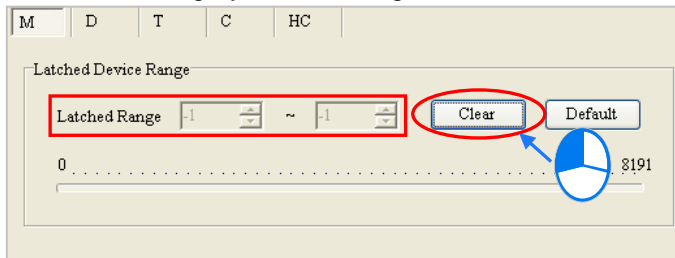 M D T C HC
Latched Device Range
Latched Range -1 ~ -1 Clear Default
0 8191